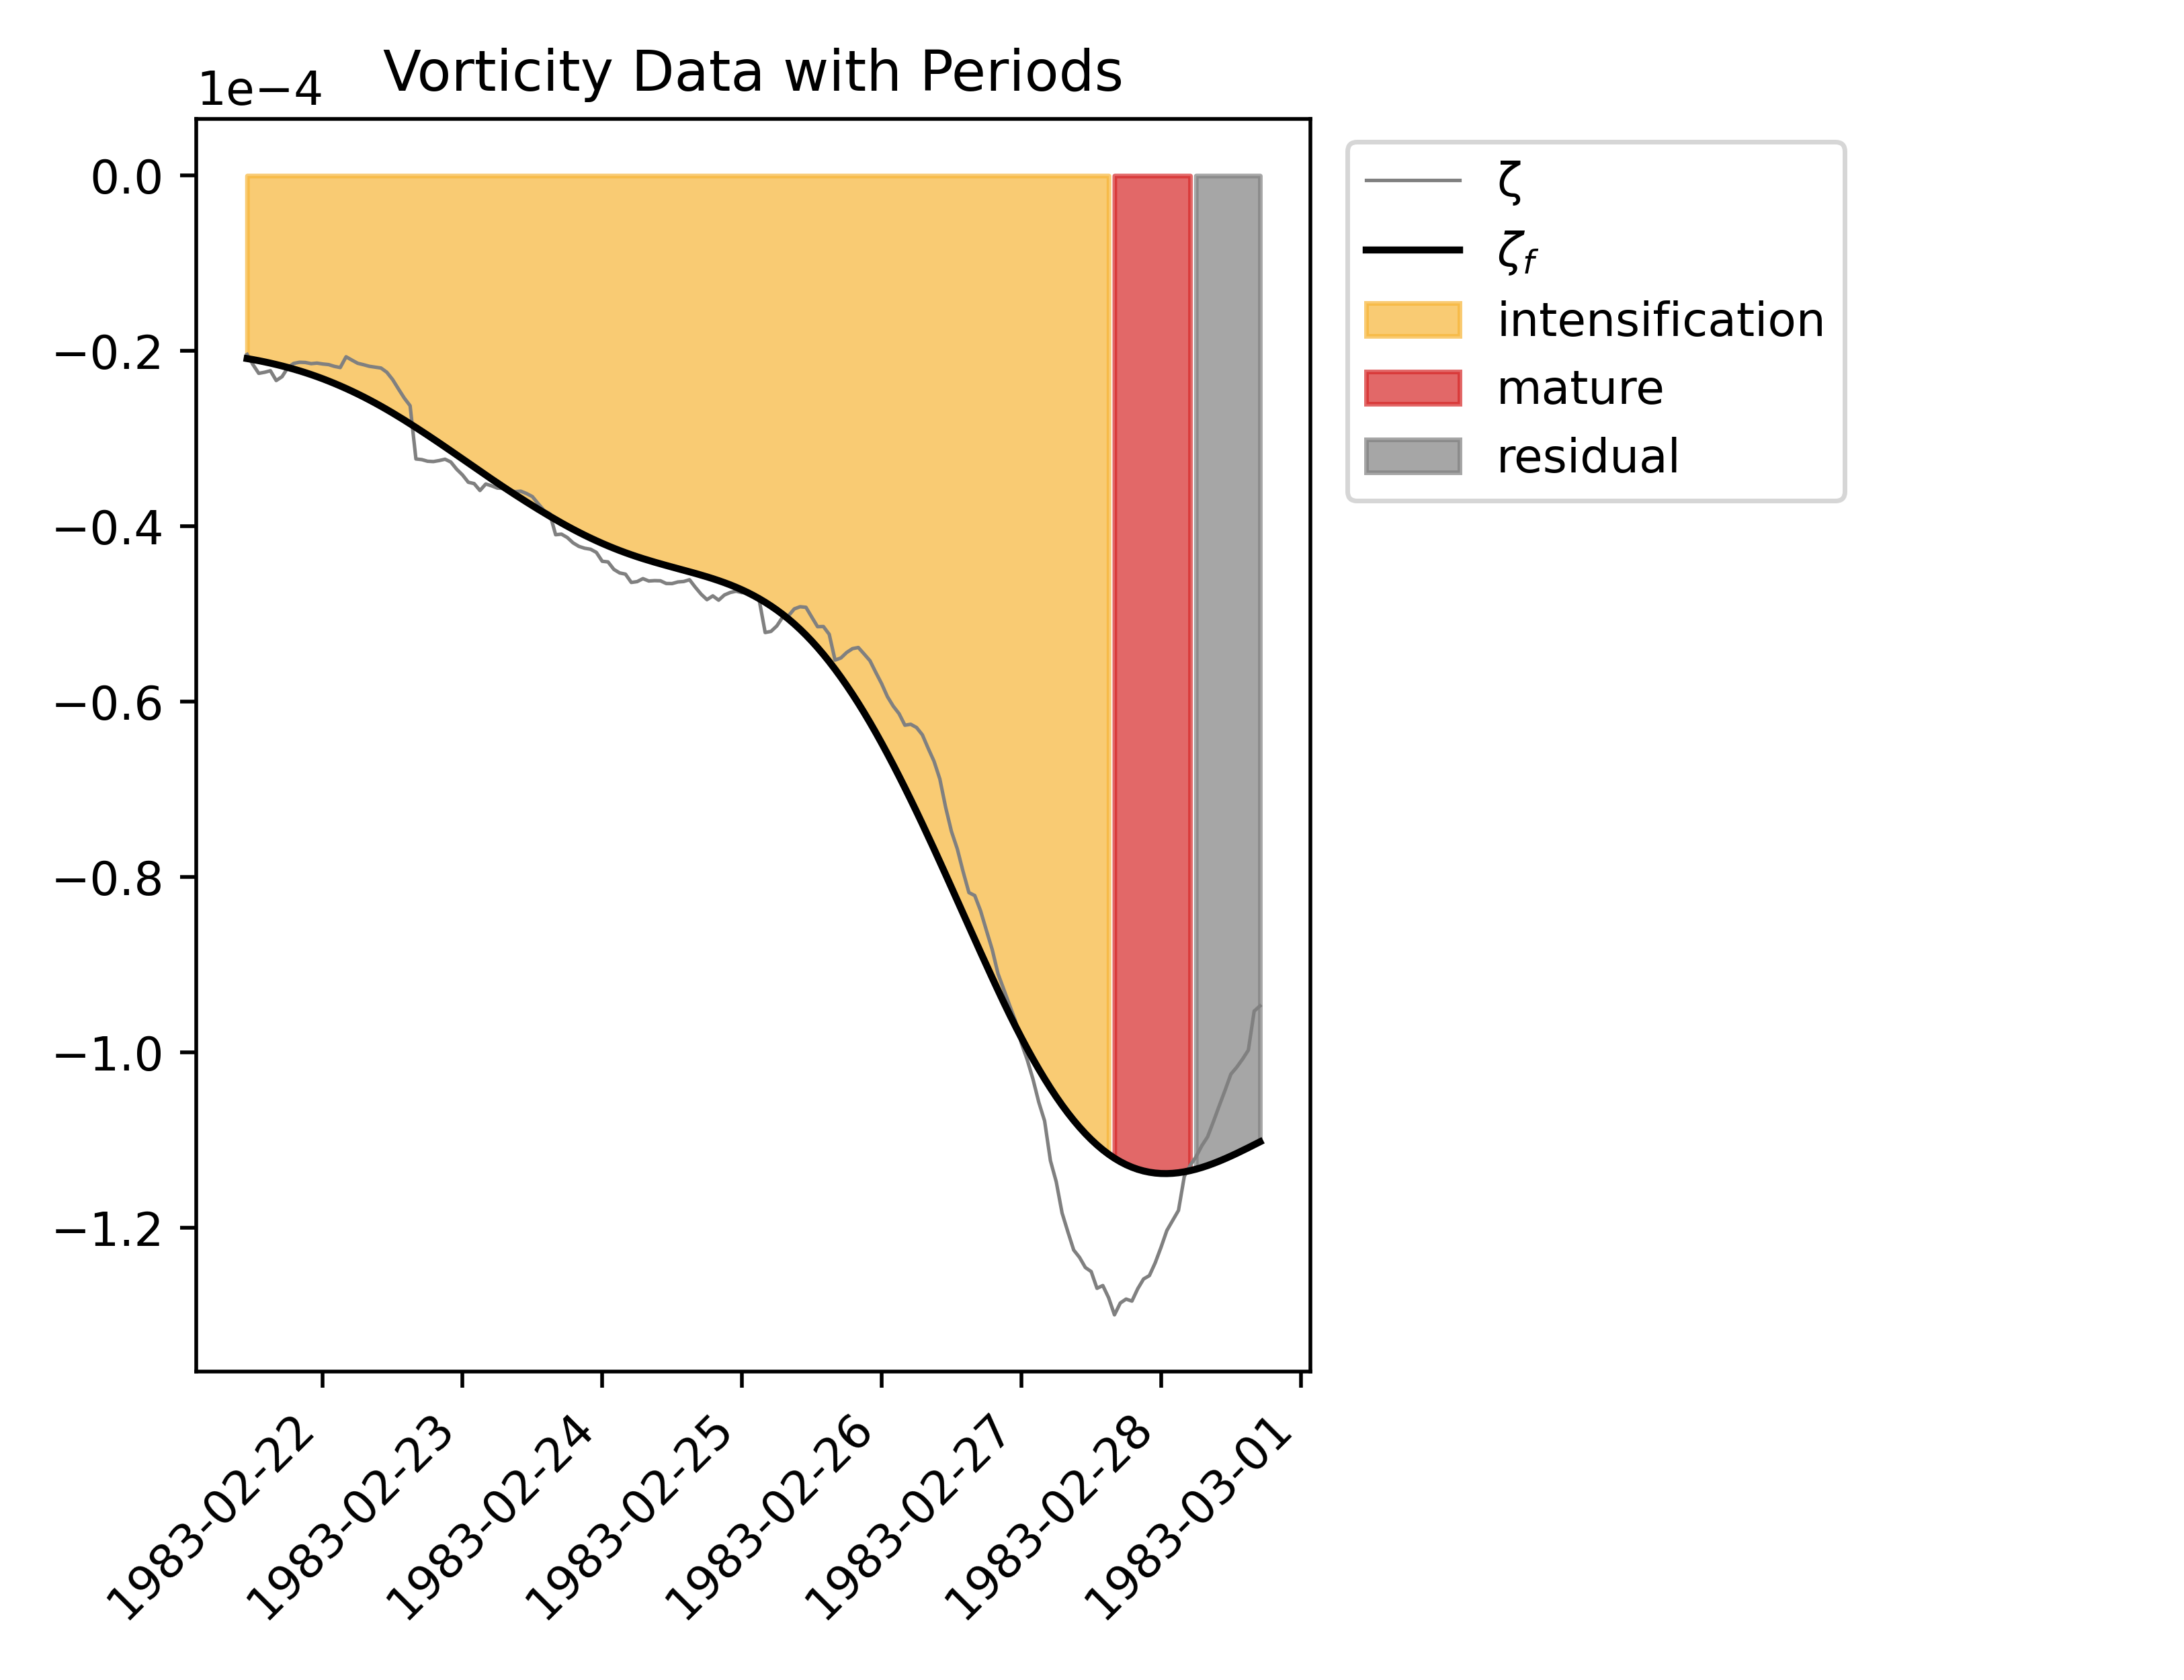 Vorticity Data with Periods
1e−4
0.0
−0.2
−0.4
−0.6
−0.8
−1.0
−1.2
1983-02-22
1983-02-23
1983-02-24
1983-02-25
1983-02-26
1983-02-27
1983-02-28
1983-03-01
ζ
ζf
intensification
mature
residual